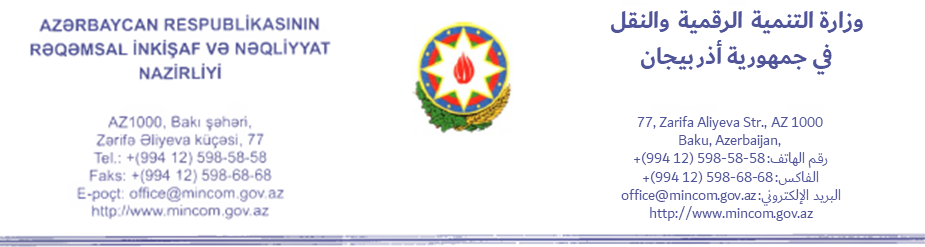 AZƏRBAYCAN RESPUBLİKASININ
RƏQƏMSAL İNKİŞAF VƏ NƏQLİYYAT
NAZİRLİYİ
AZ1000, Bakı şəhəri,
Zərifə Əliyeva küçəsi, 77
Tel.: +(994 12) 598-58-58
Faks: +(994 12) 598-68-68
E-poçt: office@mincom.gov.az
http://www.mincom.gov.az
وزارة التنمية الرقمية والنقل
في جمهورية أذربيجان
77, Zarifa Aliyeva Str., AZ 1000
Baku, Azerbaijan,
رقم الهاتف: 58-58-598 (12 994)+
الفاكس: 68-68-598 (12 994)+
البريد الإلكتروني: office@mincom.gov.az
http://www.mincom.gov.az